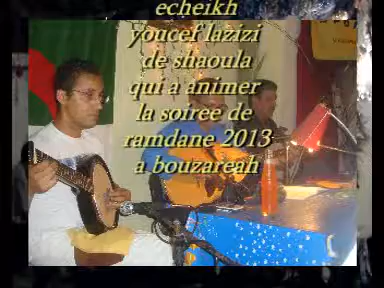 echeikh
youcef lazizi
de shaoula
qui a animer
la soiree de
ramdane 2013
a bouzareah